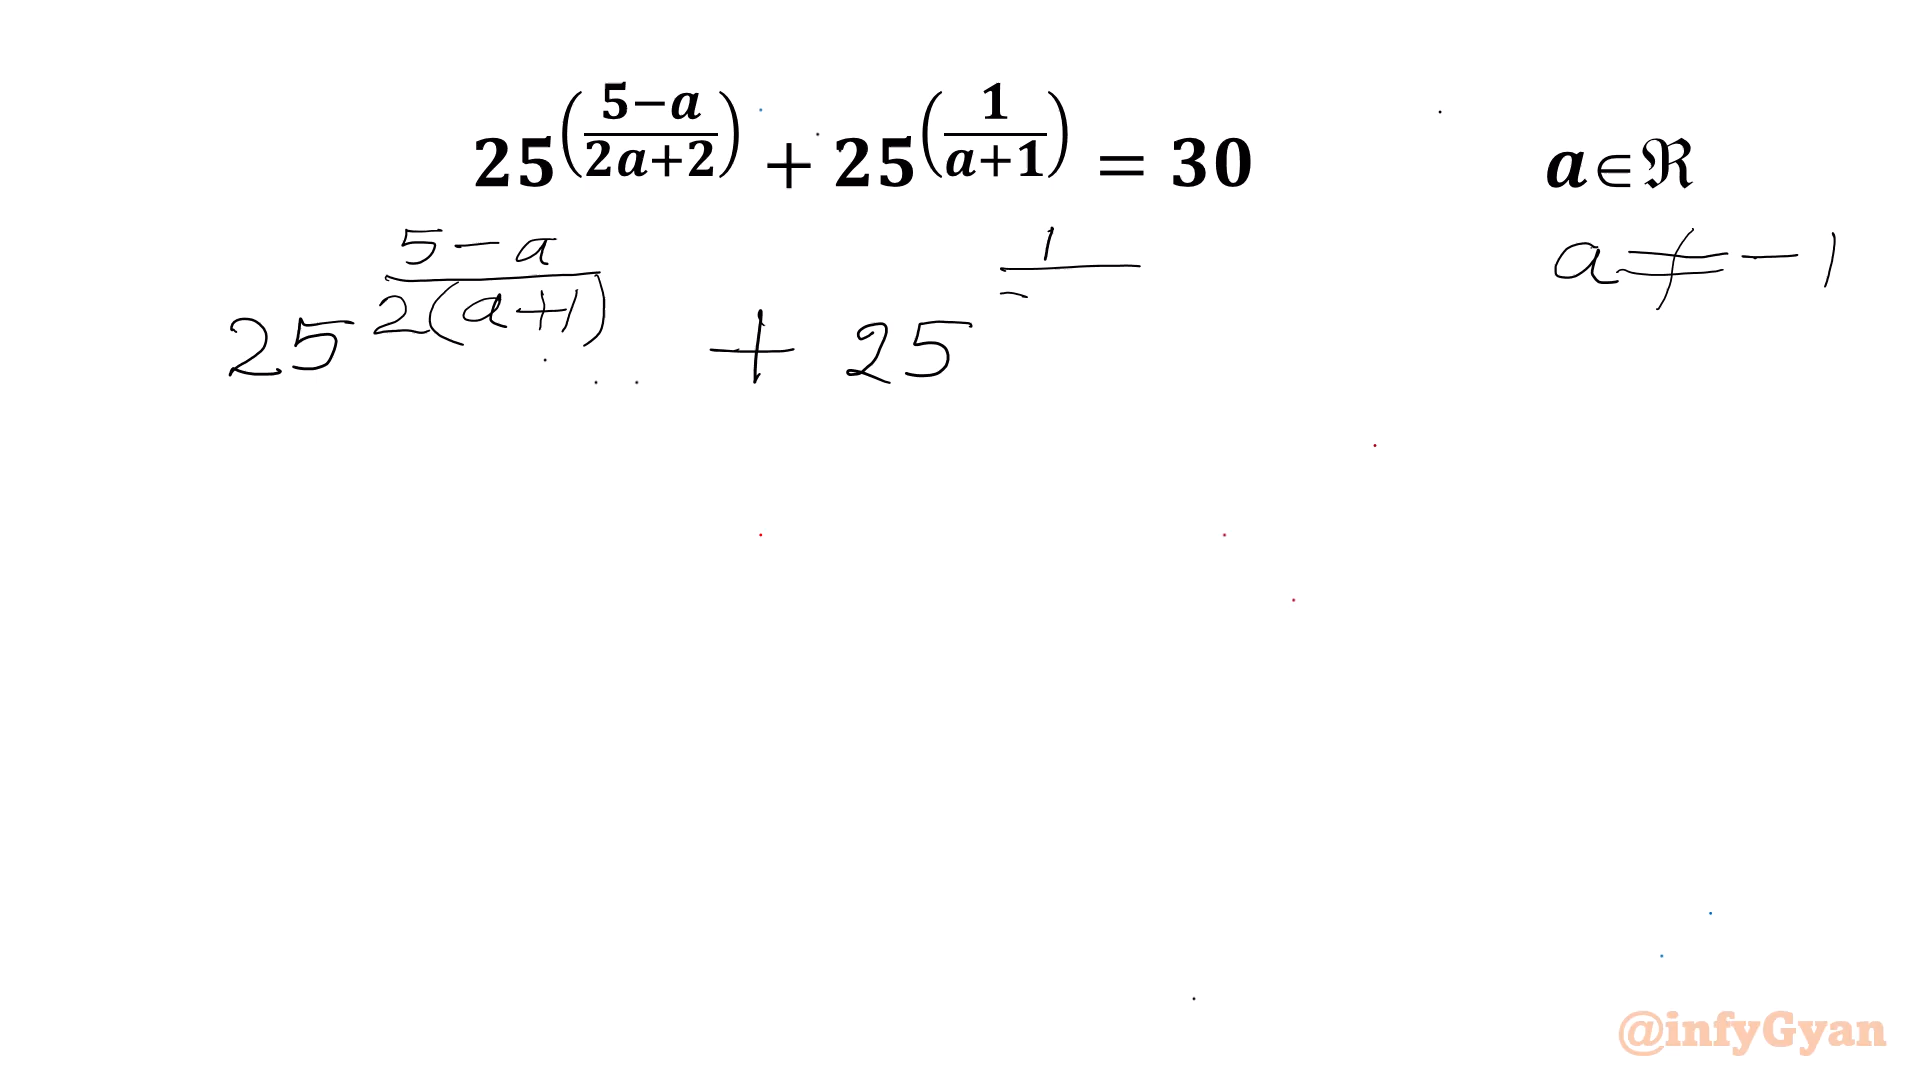 25^((5−a)/(2a+2)) + 25^(1/(a+1)) = 30 a∈ℜ
25^((5−a)/(2(a+1))) + 25^(1/ a≠−1
@infyGyan